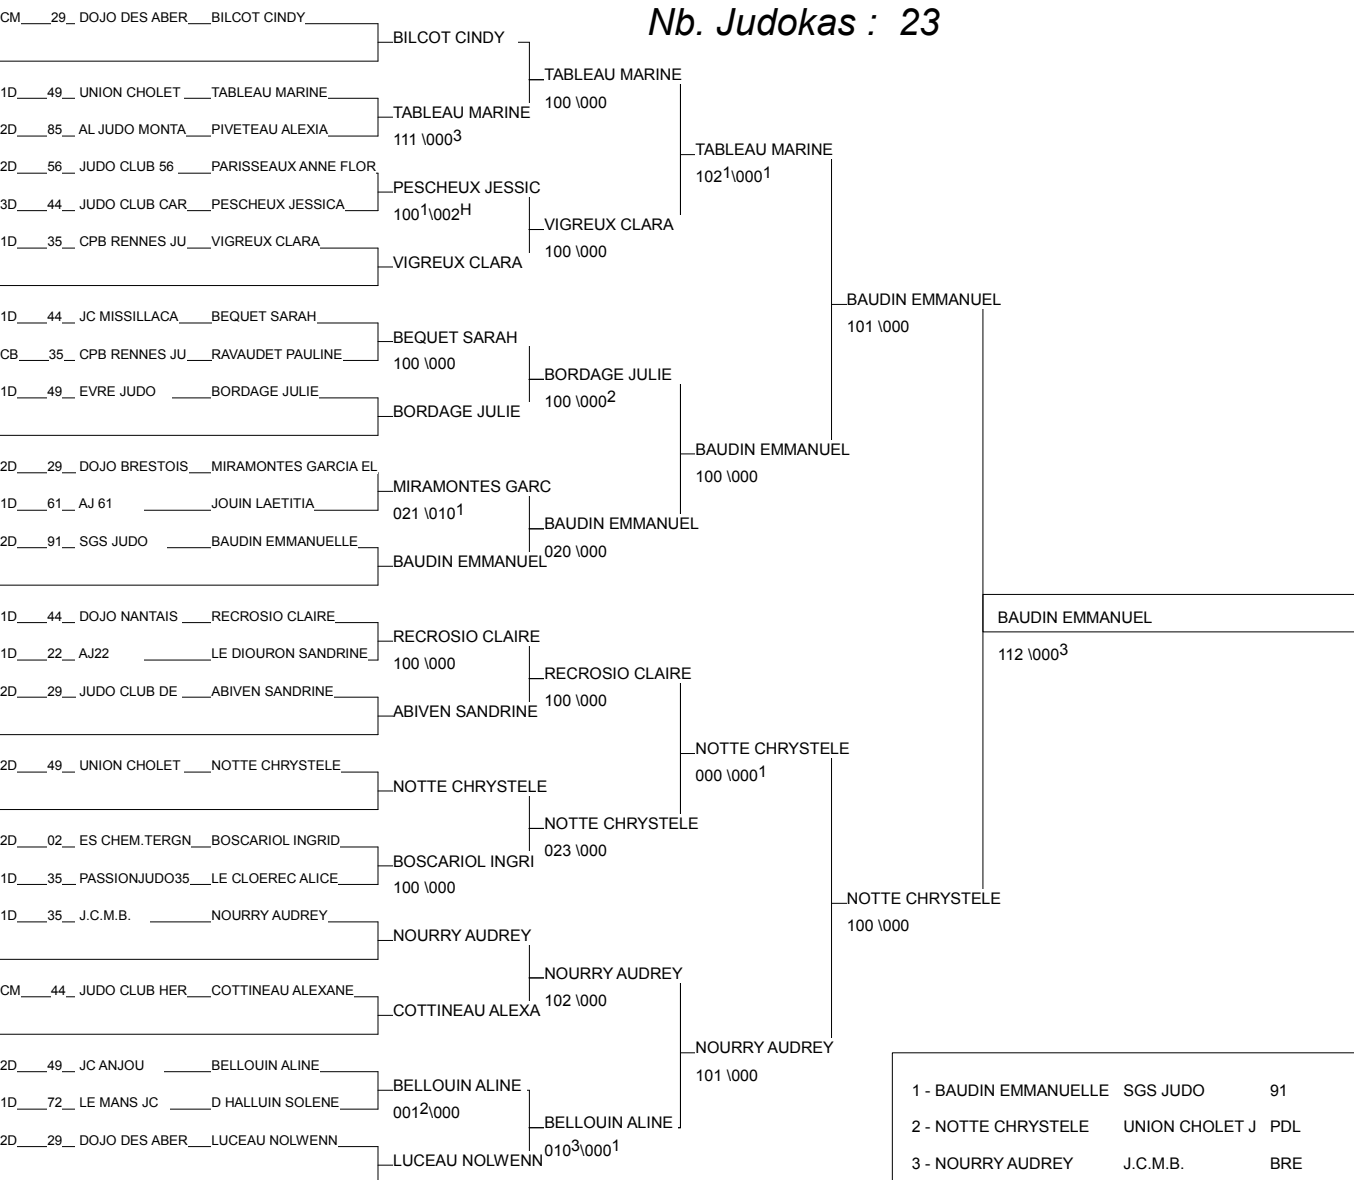 Nb. Judokas : 23
CM 29 DOJO DES ABER BILCOT CINDY
1D 49 UNION CHOLET TABLEAU MARINE
2D 85 AL JUDO MONTA PIVETEAU ALEXIA
2D 56 JUDO CLUB 56 PARISSEAUX ANNE FLOR
3D 44 JUDO CLUB CAR PESCHEUX JESSICA
1D 35 CPB RENNES JU VIGREUX CLARA
1D 44 JC MISSILLACA BEQUET SARAH
CB 35 CPB RENNES JU RAVAUDET PAULINE
1D 49 EVRE JUDO BORDAGE JULIE
2D 29 DOJO BRESTOIS MIRAMONTES GARCIA EL
1D 61 AJ 61 JOUIN LAETITIA
2D 91 SGS JUDO BAUDIN EMMANUELLE
1D 44 DOJO NANTAIS RECROSIO CLAIRE
1D 22 AJ22 LE DIOURON SANDRINE
2D 29 JUDO CLUB DE ABIVEN SANDRINE
2D 49 UNION CHOLET NOTTE CHRYSTELE
2D 02 ES CHEM.TERGN BOSCARIOL INGRID
1D 35 PASSIONJUDO35 LE CLOEREC ALICE
1D 35 J.C.M.B. NOURRY AUDREY
CM 44 JUDO CLUB HER COTTINEAU ALEXANE
2D 49 JC ANJOU BELLOUIN ALINE
1D 72 LE MANS JC D HALLUIN SOLENE
2D 29 DOJO DES ABER LUCEAU NOLWENN
BILCOT CINDY
TABLEAU MARINE
111 \000³
PESCHEUX JESSIC
100¹\002ᴴ
VIGREUX CLARA
BEQUET SARAH
100 \000
BORDAGE JULIE
MIRAMONTES GARC
021 \010¹
BAUDIN EMMANUEL
RECROSIO CLAIRE
100 \000
ABIVEN SANDRINE
NOTTE CHRYSTELE
BOSCARIOL INGRI
100 \000
NOURRY AUDREY
COTTINEAU ALEXA
BELLOUIN ALINE
001²\000
LUCEAU NOLWENN
TABLEAU MARINE
100 \000
VIGREUX CLARA
100 \000
BORDAGE JULIE
100 \000²
BAUDIN EMMANUEL
020 \000
RECROSIO CLAIRE
100 \000
NOTTE CHRYSTELE
023 \000
NOURRY AUDREY
102 \000
BELLOUIN ALINE
010³\000¹
TABLEAU MARINE
102¹\000¹
BAUDIN EMMANUEL
100 \000
NOTTE CHRYSTELE
000 \000¹
NOURRY AUDREY
101 \000
BAUDIN EMMANUEL
101 \000
NOTTE CHRYSTELE
100 \000
BAUDIN EMMANUEL
112 \000³
1 - BAUDIN EMMANUELLE SGS JUDO 91
2 - NOTTE CHRYSTELE UNION CHOLET J PDL
3 - NOURRY AUDREY J.C.M.B. BRE